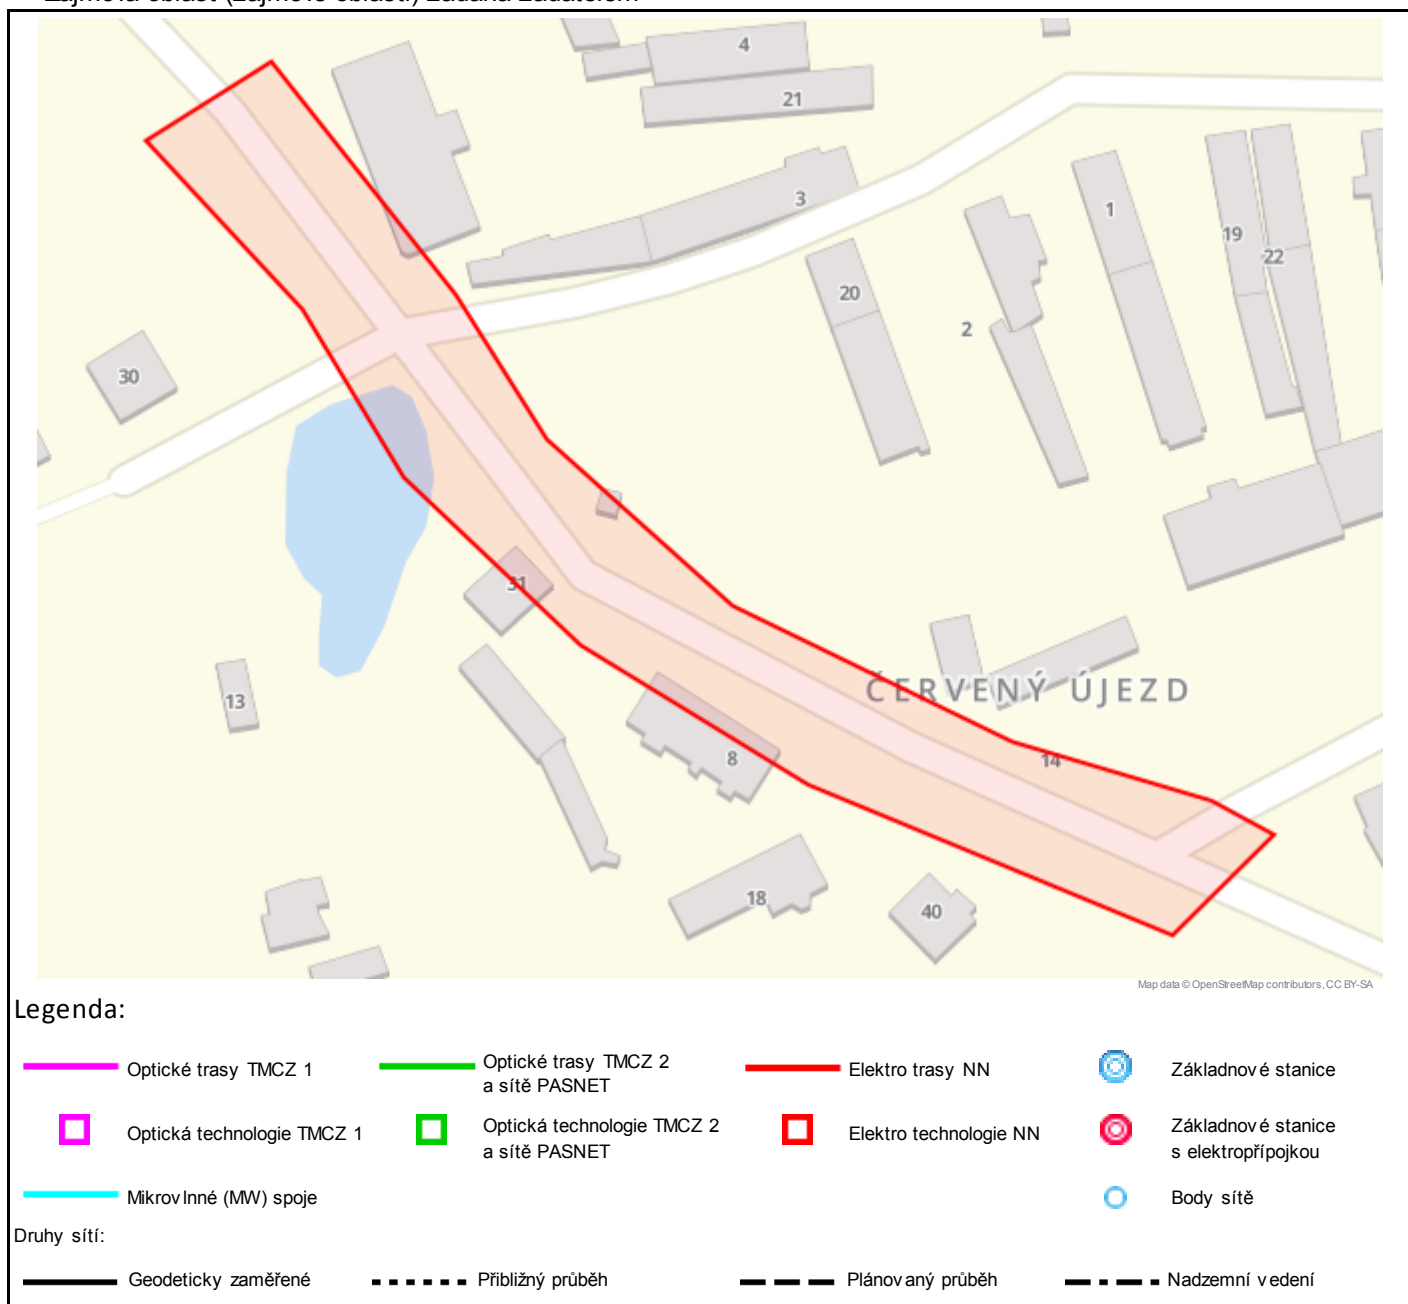 4
21
3
1
19
22
20
2
30
31
13
ČERVENÝ ÚJEZD
14
8
18
40
Map data © OpenStreetMap contributors, CC BY-SA
Legenda:
Optické trasy TMCZ 1
Optické trasy TMCZ 2
a sítě PASNET
Elektro trasy NN
Základnové stanice
Optická technologie TMCZ 1
Optická technologie TMCZ 2
a sítě PASNET
Elektro technologie NN
Základnové stanice
s elektropřípojkou
Mikrovlnné (MW) spoje
Body sítě
Druhy sítí:
Geodeticky zaměřené
Přibližný průběh
Plánovaný průběh
Nadzemní vedení